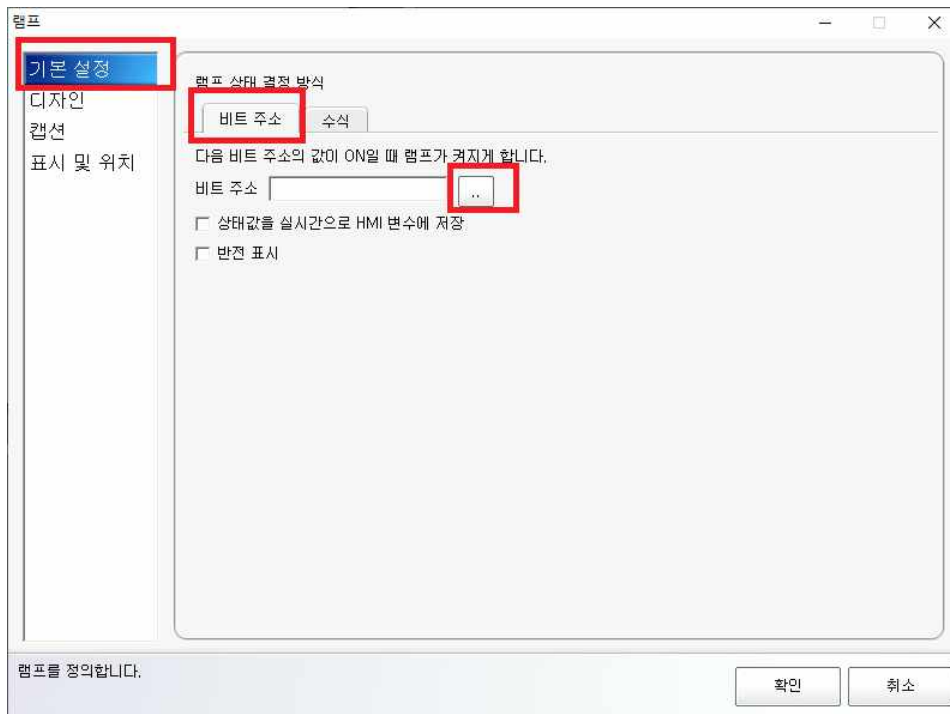 램프
기본 설정
디자인
캡션
표시 및 위치
램프 상태 결정 방식
비트 주소
수식
다음 비트 주소의 값이 ON일 때 램프가 켜지게 합니다.
비트 주소
..
상태값을 실시간으로 HMI 변수에 저장
반전 표시
램프를 정의합니다.
확인
취소